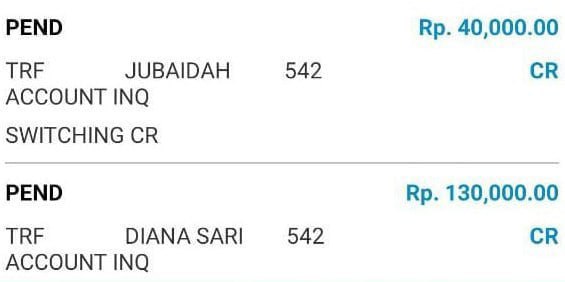 PEND Rp. 40,000.00
TRF JUBAIDAH 542 CR
ACCOUNT INQ
SWITCHING CR
PEND Rp. 130,000.00
TRF DIANA SARI 542 CR
ACCOUNT INQ